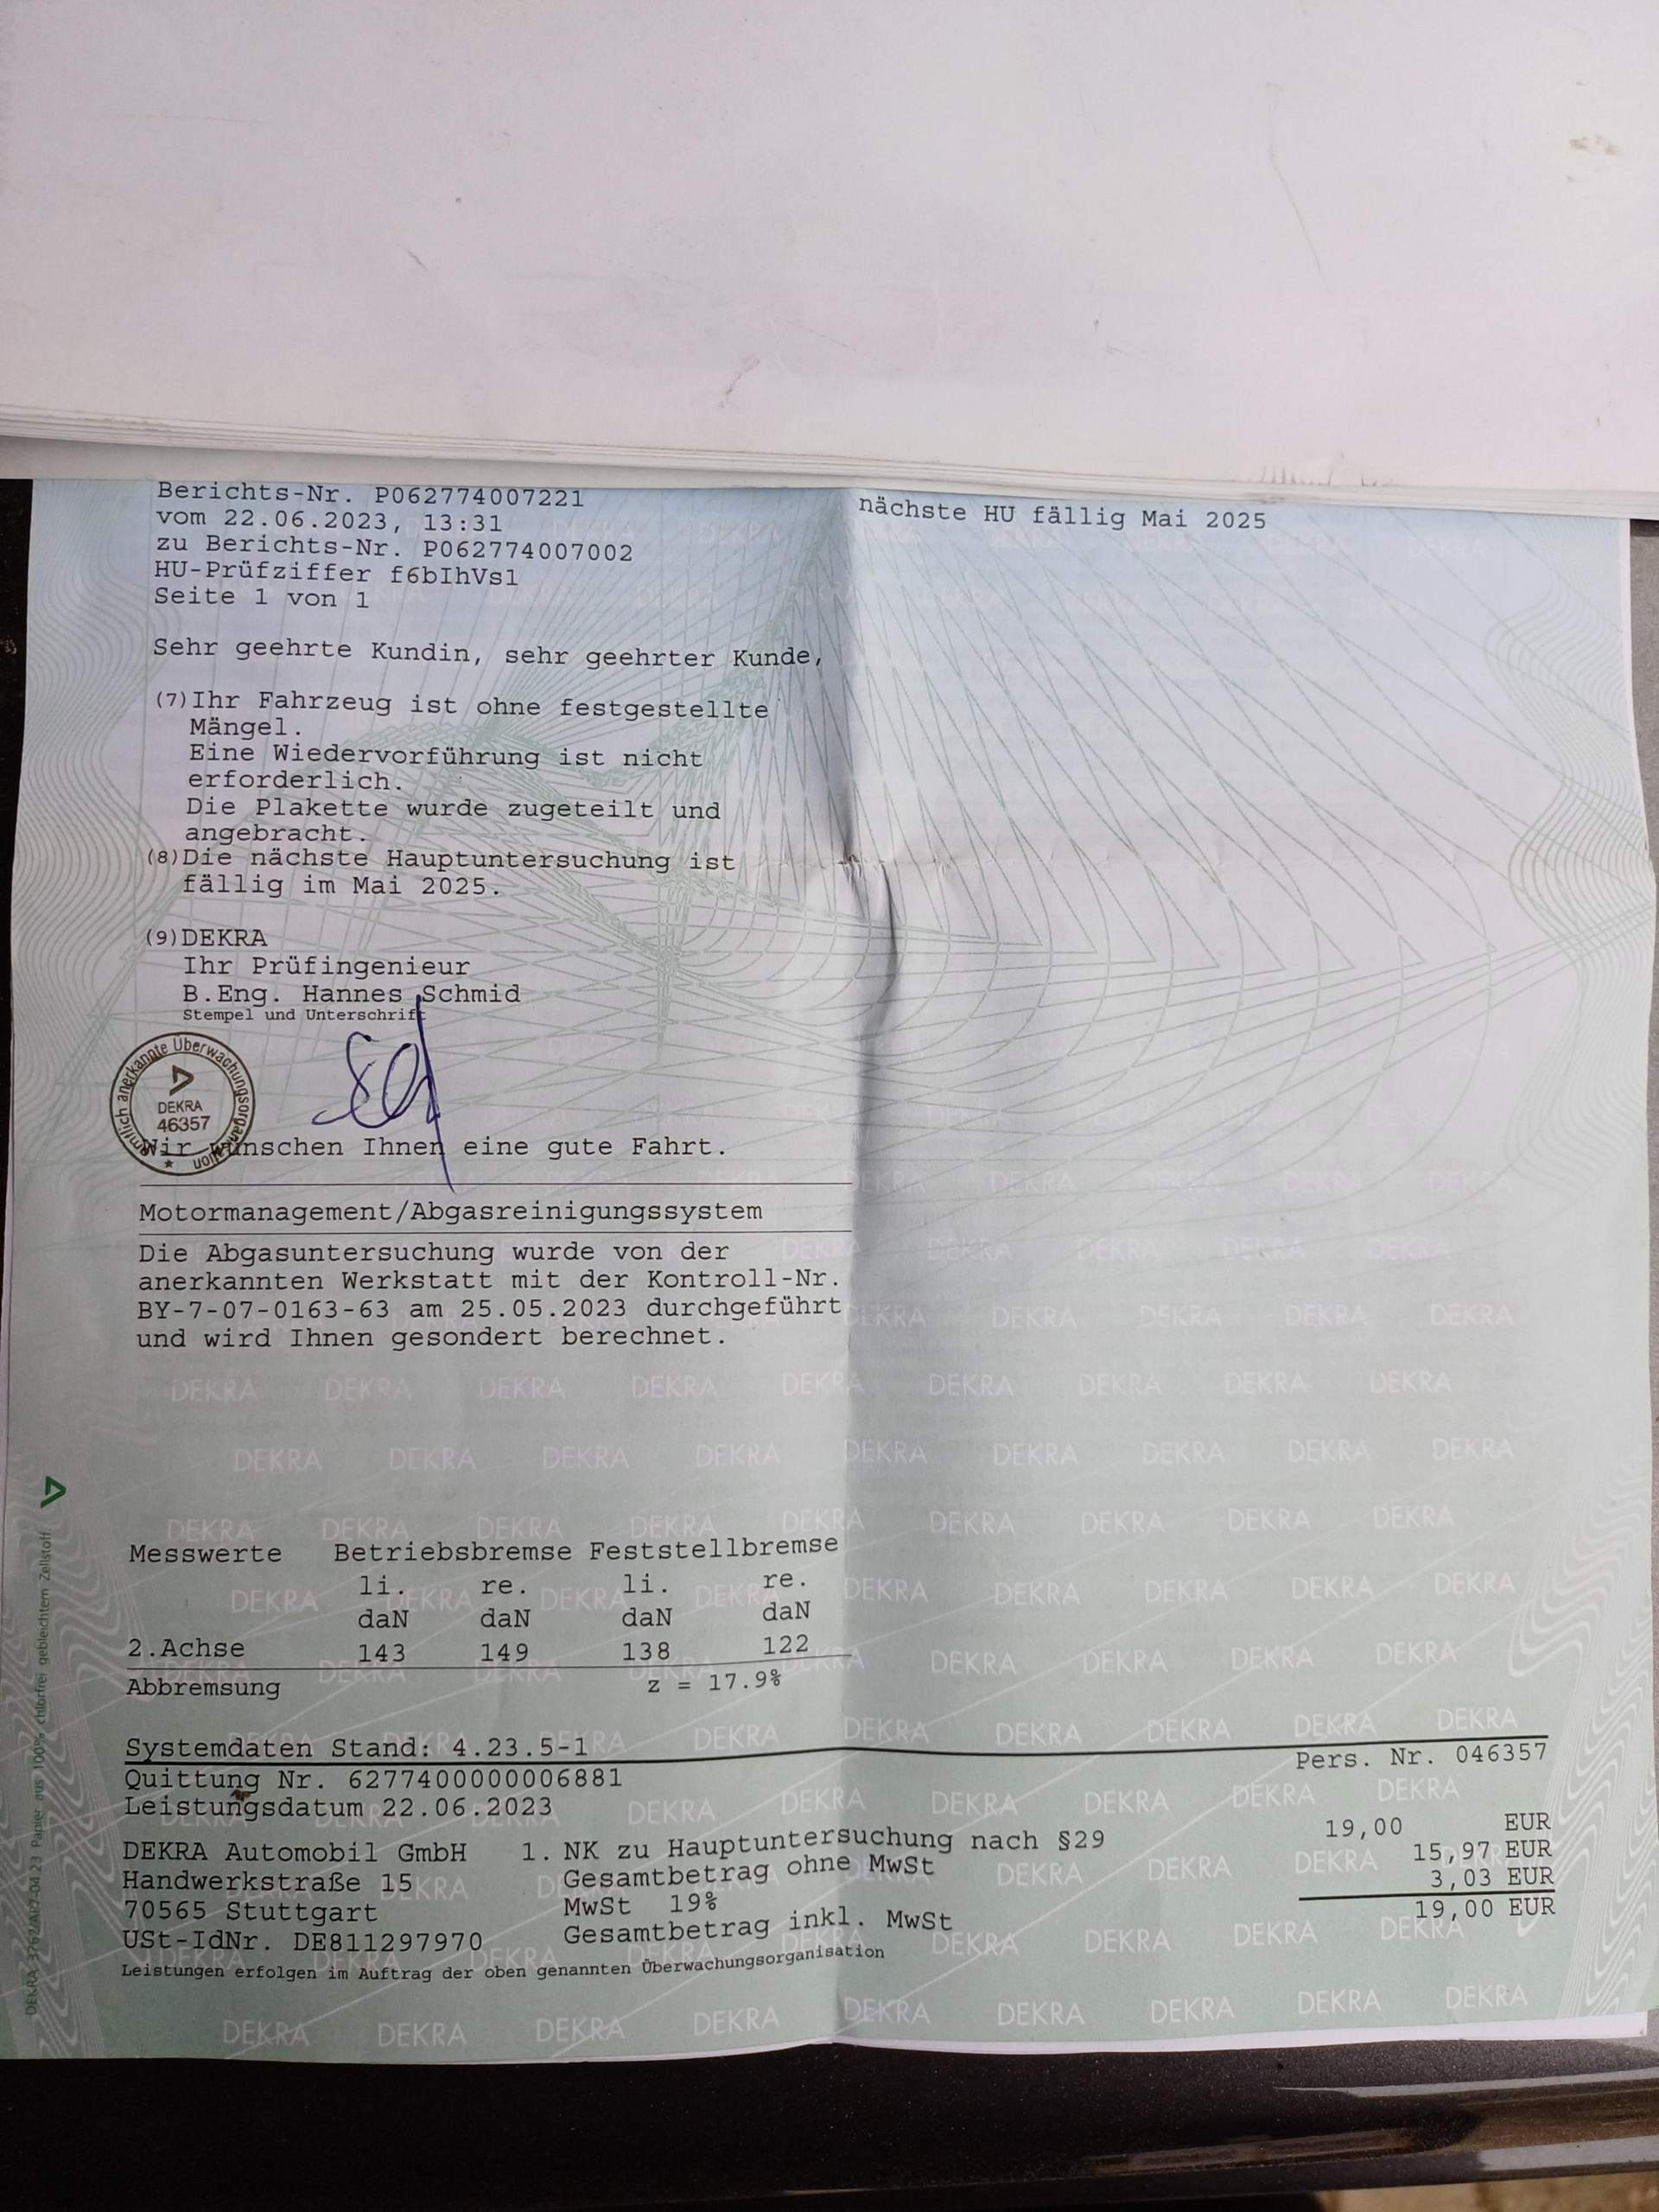 Berichts-Nr. P062774007221
vom 22.06.2023, 13:31
zu Berichts-Nr. P062774007002
HU-Prüfziffer f6bIhVs1
Seite 1 von 1
nächste HU fällig Mai 2025
Sehr geehrte Kundin, sehr geehrter Kunde,
(7) Ihr Fahrzeug ist ohne festgestellte
Mängel.
Eine Wiedervorführung ist nicht
erforderlich.
Die Plakette wurde zugeteilt und
angebracht.
(8) Die nächste Hauptuntersuchung ist
fällig im Mai 2025.
(9) DEKRA
Ihr Prüfingenieur
B.Eng. Hannes Schmid
Stempel und Unterschrift
amtlich anerkannte Überwachungsorganisation
DEKRA
46357
Wir wünschen Ihnen eine gute Fahrt.
Motormanagement/Abgasreinigungssystem
Die Abgasuntersuchung wurde von der
anerkannten Werkstatt mit der Kontroll-Nr.
BY-7-07-0163-63 am 25.05.2023 durchgeführt
und wird Ihnen gesondert berechnet.
Messwerte Betriebsbremse Feststellbremse
li. re. li. re.
daN daN daN daN
2.Achse 143 149 138 122
Abbremsung z = 17.9%
Systemdaten Stand: 4.23.5-1
Pers. Nr. 046357
Quittung Nr. 6277400000006881
Leistungsdatum 22.06.2023
DEKRA Automobil GmbH 1. NK zu Hauptuntersuchung nach §29 19,00 EUR
Handwerkstraße 15 Gesamtbetrag ohne MwSt 15,97 EUR
70565 Stuttgart MwSt 19% 3,03 EUR
USt-IdNr. DE811297970 Gesamtbetrag inkl. MwSt 19,00 EUR
Leistungen erfolgen im Auftrag der oben genannten Überwachungsorganisation
Papier aus 100% chlorfrei gebleichtem Zellstoff